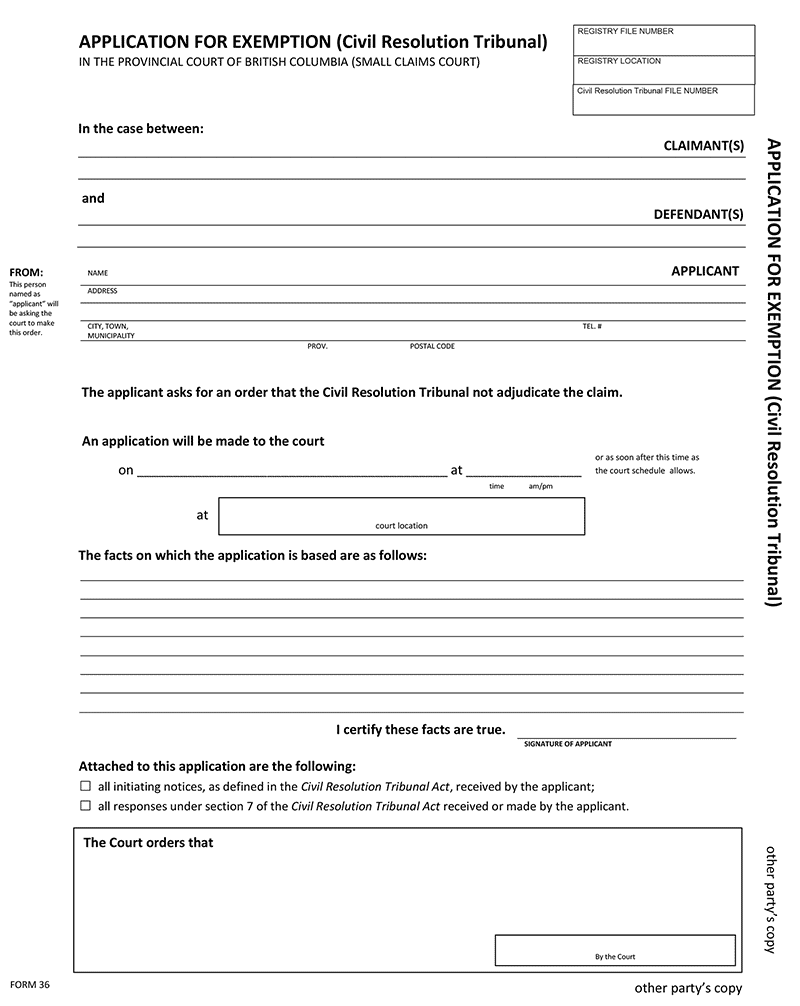 APPLICATION FOR EXEMPTION (Civil Resolution Tribunal)
IN THE PROVINCIAL COURT OF BRITISH COLUMBIA (SMALL CLAIMS COURT)
REGISTRY FILE NUMBER
REGISTRY LOCATION
Civil Resolution Tribunal FILE NUMBER
In the case between:
CLAIMANT(S)
and
DEFENDANT(S)
FROM:
This person
named as
"applicant" will
be asking the
court to make
this order.
NAME
APPLICANT
ADDRESS
CITY, TOWN,
MUNICIPALITY
TEL. #
PROV.
POSTAL CODE
The applicant asks for an order that the Civil Resolution Tribunal not adjudicate the claim.
An application will be made to the court
on at
or as soon after this time as
the court schedule allows.
time am/pm
at
court location
The facts on which the application is based are as follows:
I certify these facts are true.
SIGNATURE OF APPLICANT
Attached to this application are the following:
☐ all initiating notices, as defined in the Civil Resolution Tribunal Act, received by the applicant;
☐ all responses under section 7 of the Civil Resolution Tribunal Act received or made by the applicant.
The Court orders that
By the Court
FORM 36
other party's copy
APPLICATION FOR EXEMPTION (Civil Resolution Tribunal)
other party's copy